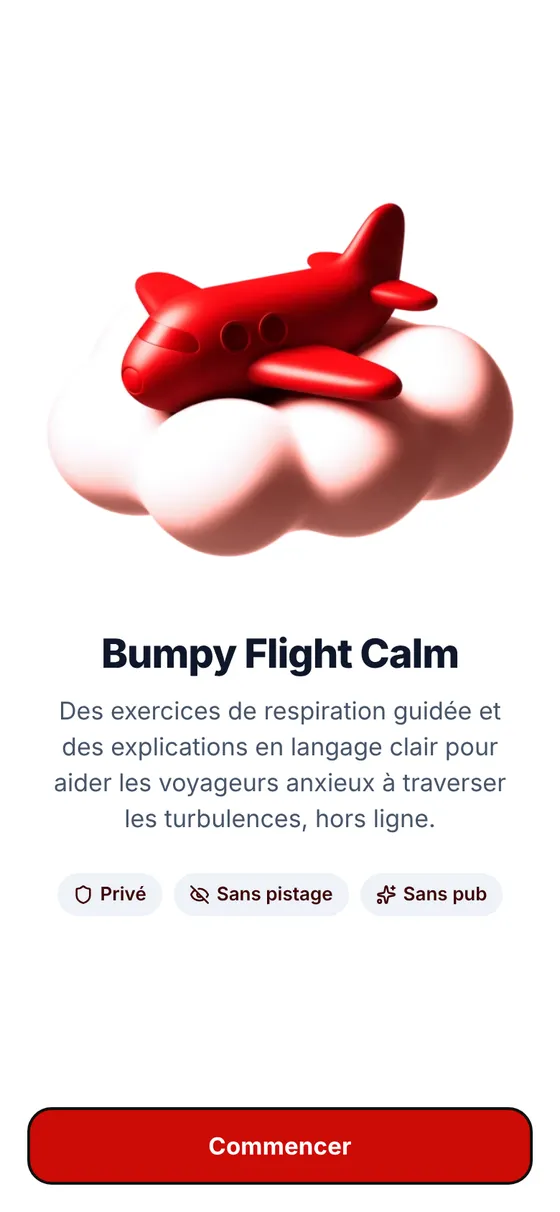 Bumpy Flight Calm
Des exercices de respiration guidée et
des explications en langage clair pour
aider les voyageurs anxieux à traverser
les turbulences, hors ligne.
Privé
Sans pistage
Sans pub
Commencer